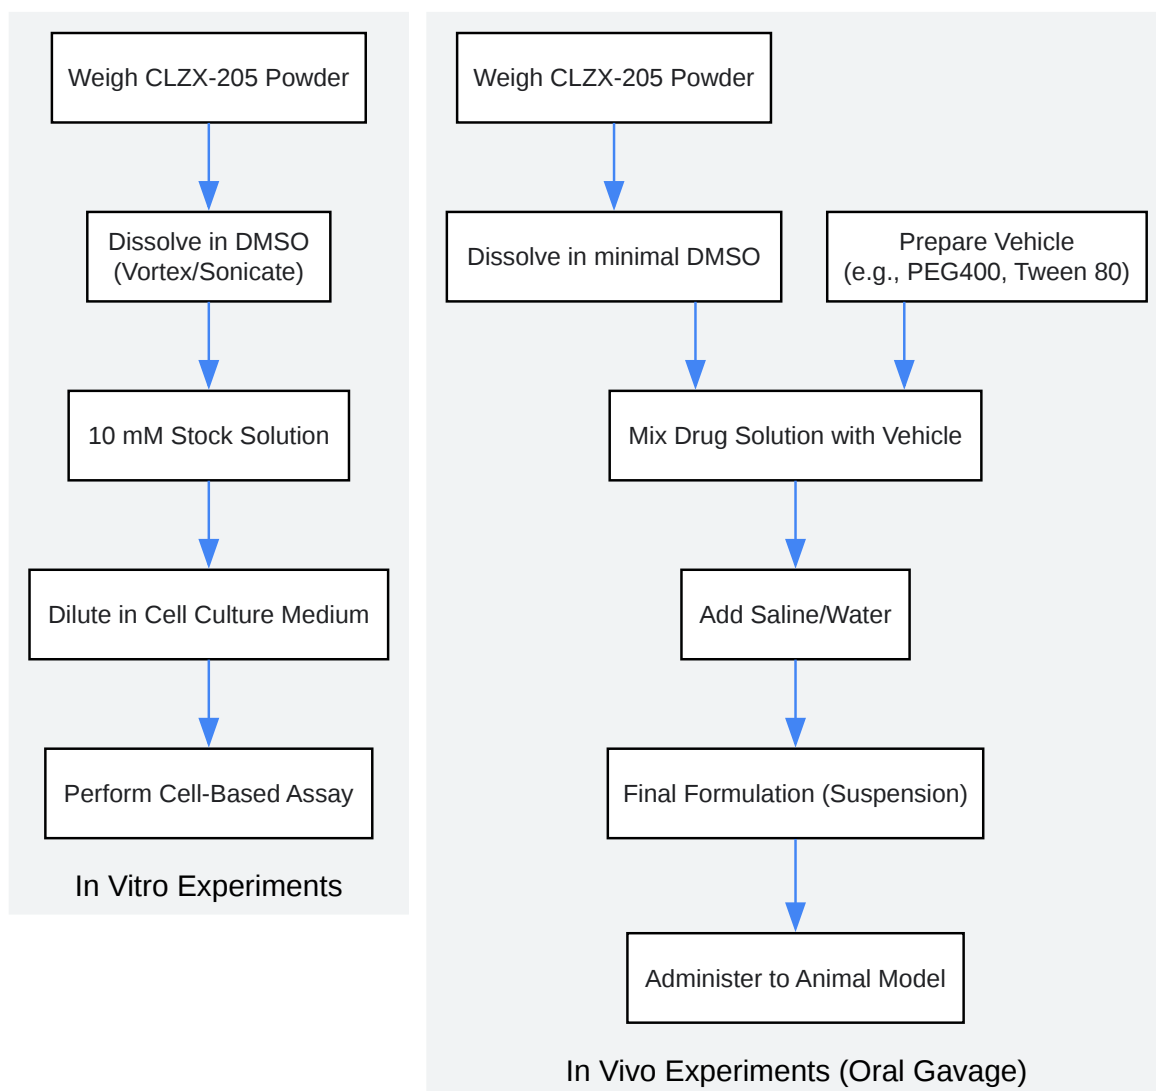 Weigh CLZX-205 Powder
Dissolve in DMSO
(Vortex/Sonicate)
10 mM Stock Solution
Dilute in Cell Culture Medium
Perform Cell-Based Assay
In Vitro Experiments
Weigh CLZX-205 Powder
Dissolve in minimal DMSO
Prepare Vehicle
(e.g., PEG400, Tween 80)
Mix Drug Solution with Vehicle
Add Saline/Water
Final Formulation (Suspension)
Administer to Animal Model
In Vivo Experiments (Oral Gavage)